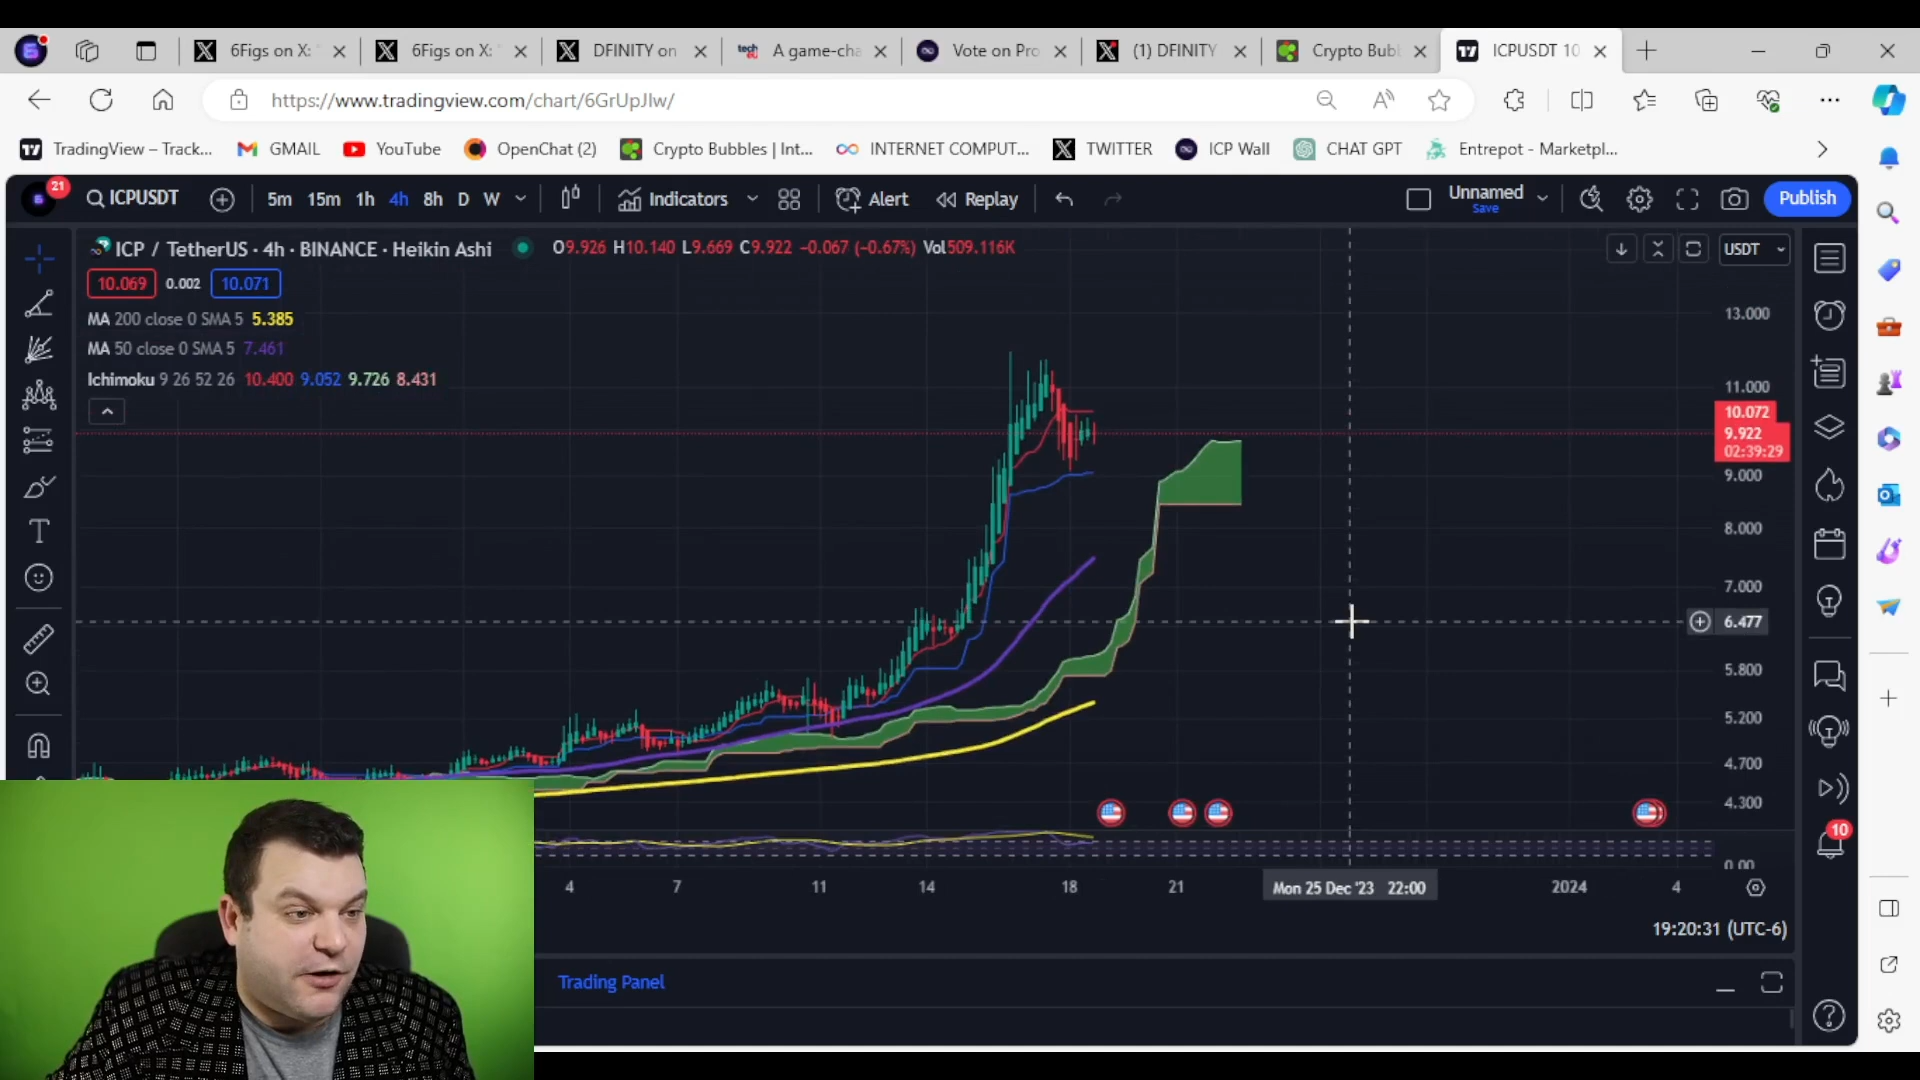 6Figs on X:
6Figs on X:
DFINITY on
tech
A game-cha
Vote on Pro
(1) DFINITY
Crypto Bubb
ICPUSDT 10
https://www.tradingview.com/chart/6GrUpJlw/
TradingView – Track...
GMAIL
YouTube
OpenChat (2)
Crypto Bubbles | Int...
INTERNET COMPUT...
TWITTER
ICP Wall
CHAT GPT
Entrepot - Marketpl...
21
ICPUSDT
5m 15m 1h 4h 8h D W
Indicators
Alert
Replay
Unnamed
Save
Publish
ICP / TetherUS · 4h · BINANCE · Heikin Ashi
O9.926 H10.140 L9.669 C9.922 −0.067 (−0.67%) Vol509.116K
USDT
10.069 0.002 10.071
MA 200 close 0 SMA 5 5.385
MA 50 close 0 SMA 5 7.461
Ichimoku 9 26 52 26 10.400 9.052 9.726 8.431
13.000
11.000
10.072
9.922
02:39:29
9.000
8.000
7.000
6.477
5.800
5.200
4.700
4.300
0.00
10
4 7 11 14 18 21 Mon 25 Dec '23 22:00 2024 4
19:20:31 (UTC-6)
Trading Panel